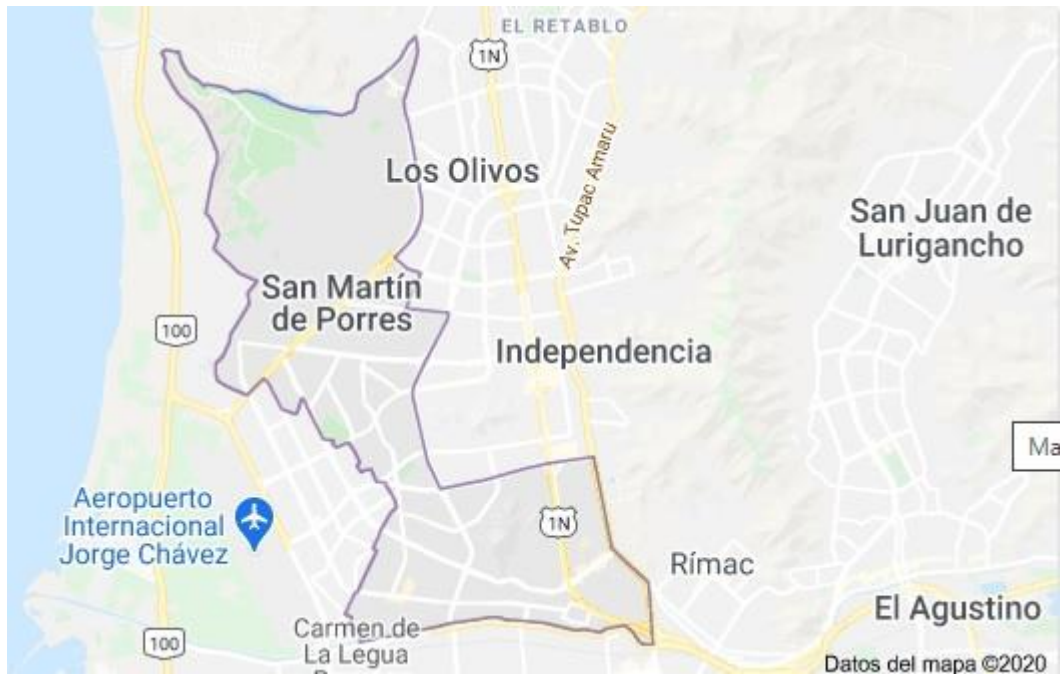 EL RETABLO
1N
Los Olivos
Av. Tupac Amaru
San Juan de
Lurigancho
San Martín
de Porres
100
Independencia
Ma
Aeropuerto
Internacional
Jorge Chávez
1N
Rímac
El Agustino
Carmen de
La Legua
100
Datos del mapa ©2020